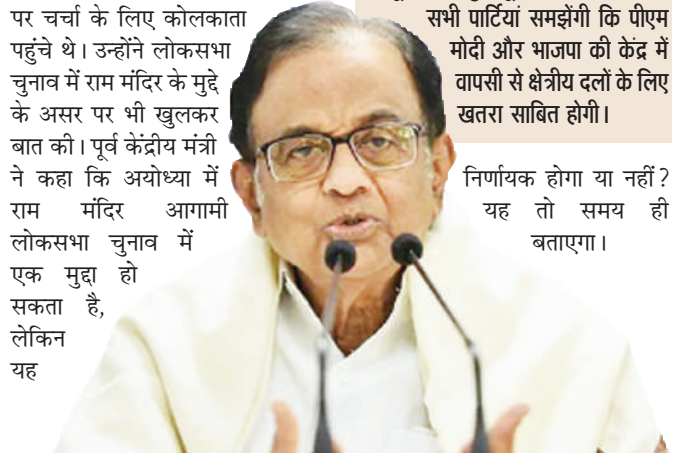 पर चर्चा के लिए कोलकाता
पहुंचे थे। उन्होंने लोकसभा
चुनाव में राम मंदिर के मुद्दे
के असर पर भी खुलकर
बात की। पूर्व केंद्रीय मंत्री
ने कहा कि अयोध्या में
राम मंदिर आगामी
लोकसभा चुनाव में
एक मुद्दा हो
सकता है,
लेकिन
यह
निर्णायक होगा या नहीं?
यह तो समय ही
बताएगा।
सभी पार्टियां समझेंगी कि पीएम
मोदी और भाजपा की केंद्र में
वापसी से क्षेत्रीय दलों के लिए
खतरा साबित होगी।